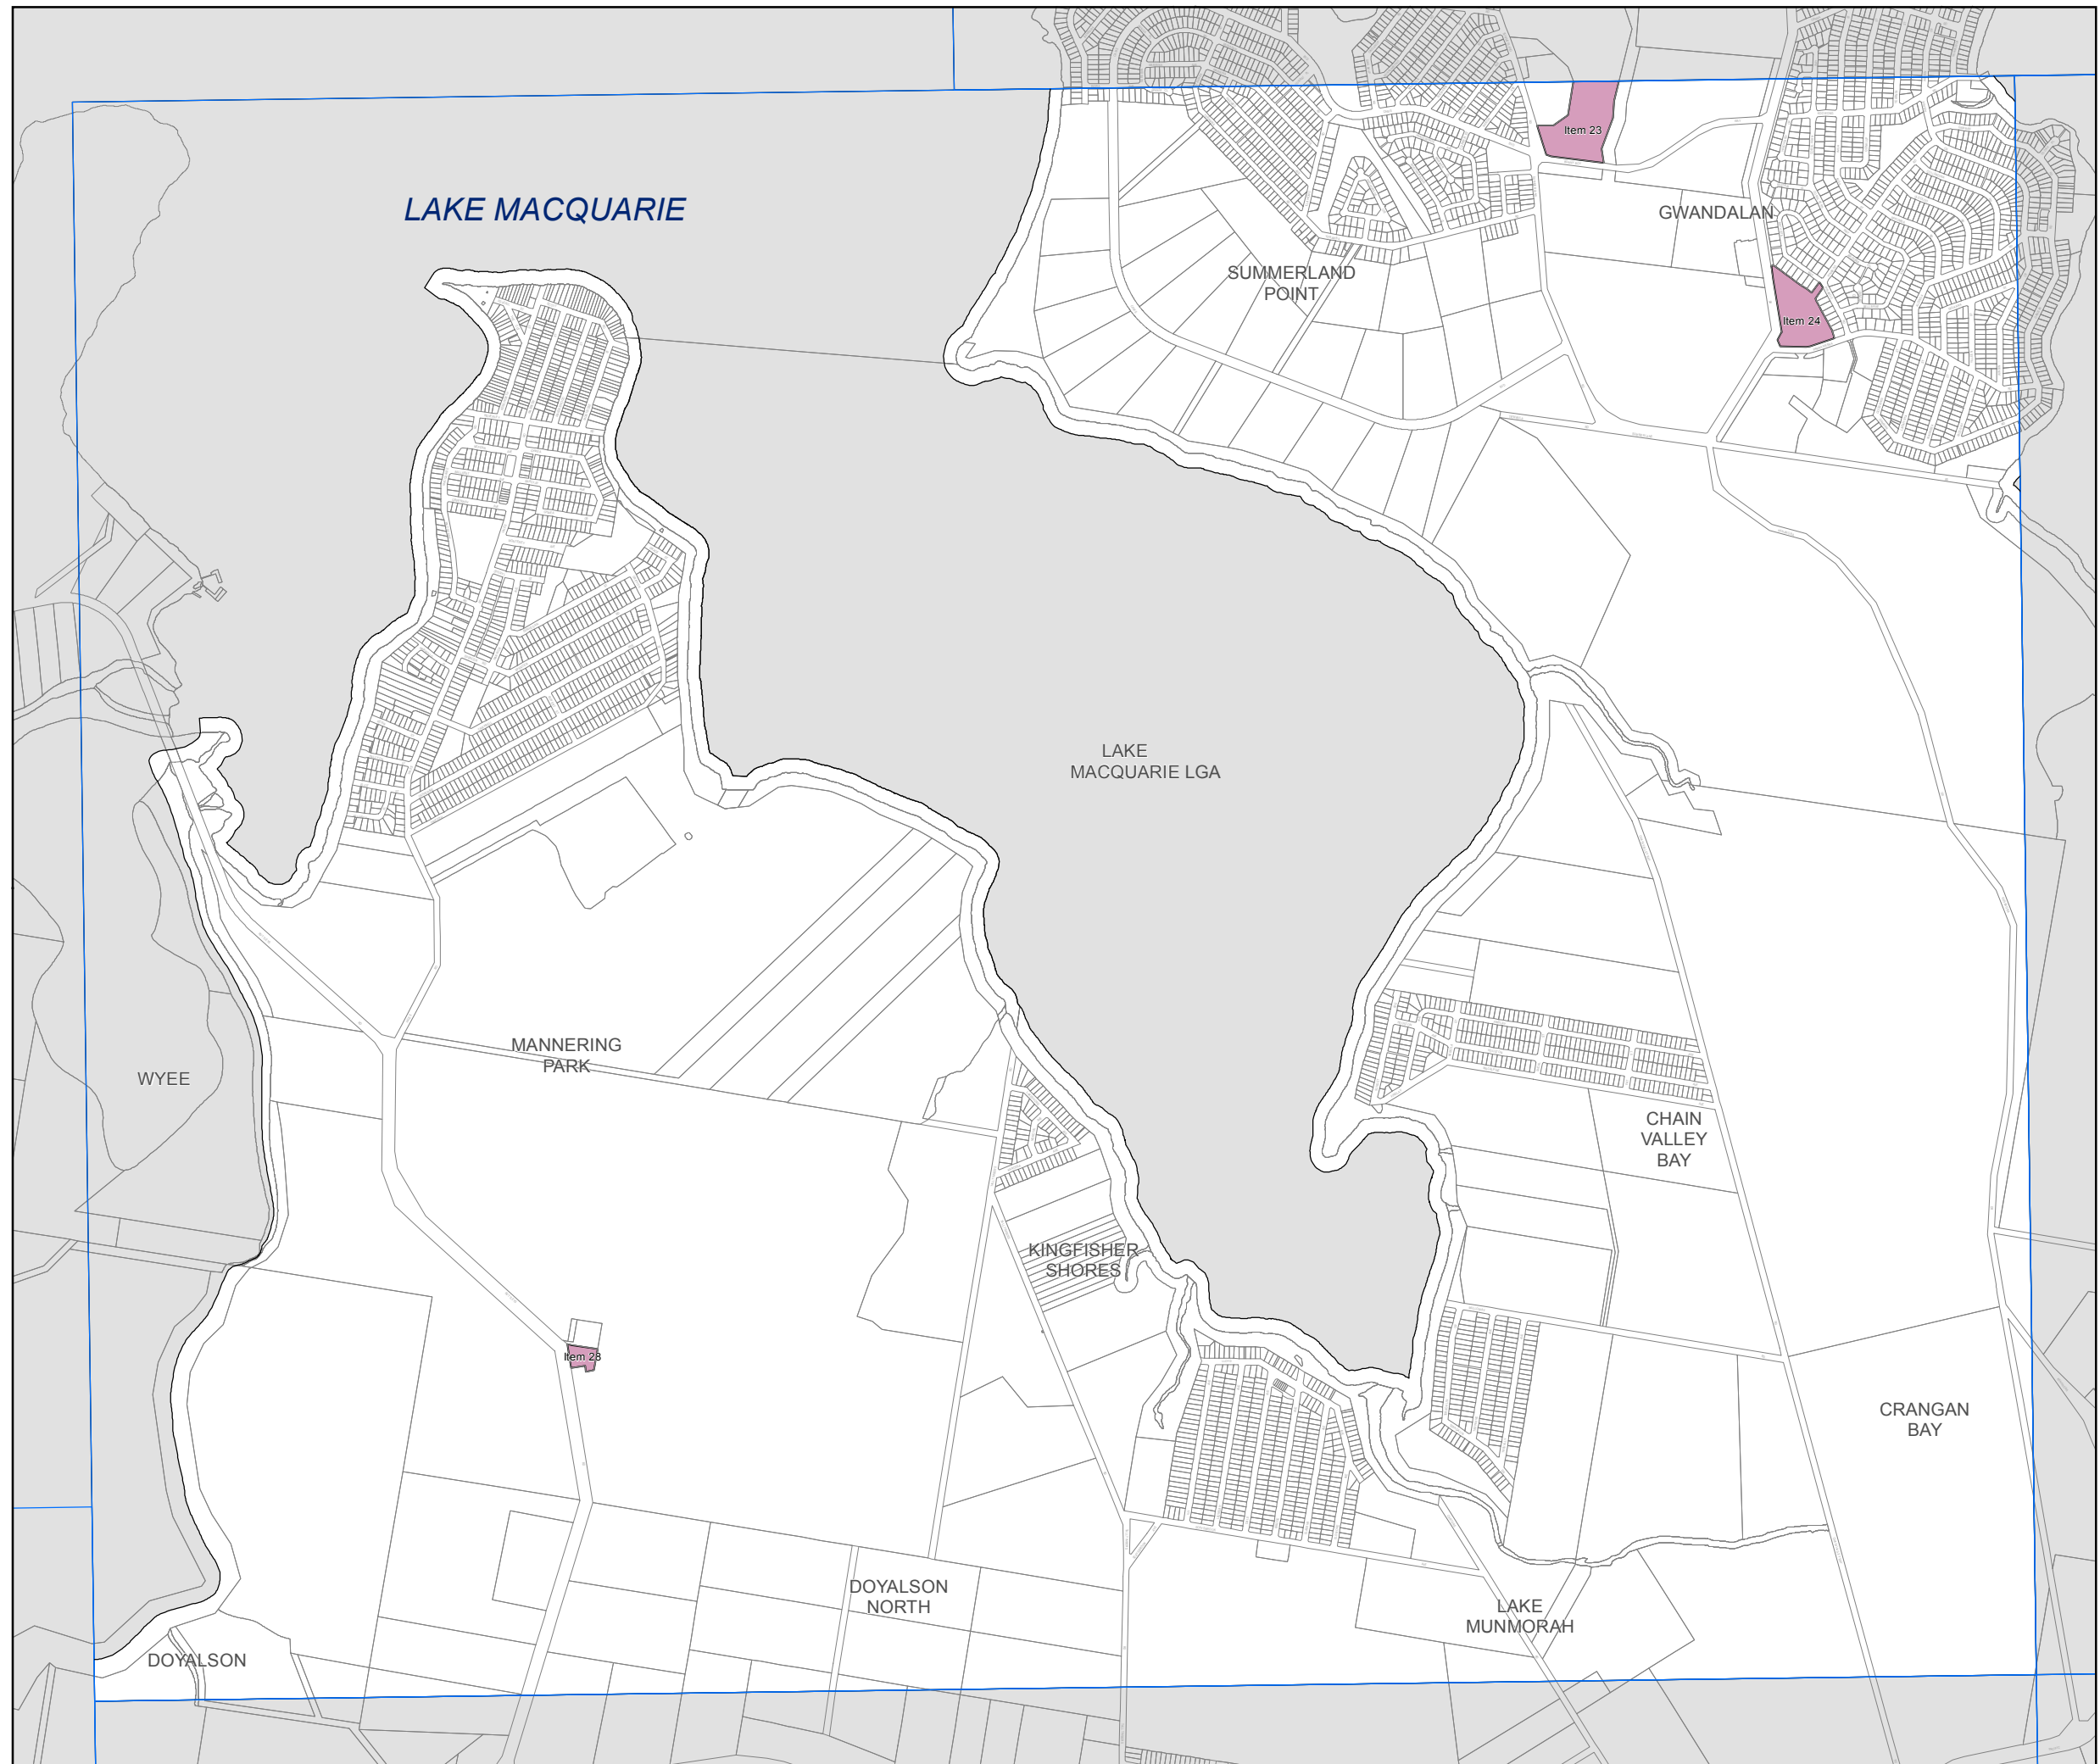 Item 23
LAKE MACQUARIE
GWANDALAN
SUMMERLAND
POINT
Item 24
LAKE
MACQUARIE LGA
MANNERING
PARK
WYEE
CHAIN
VALLEY
BAY
KINGFISHER
SHORES
Item 28
CRANGAN
BAY
DOYALSON
NORTH
LAKE
MUNMORAH
DOYALSON